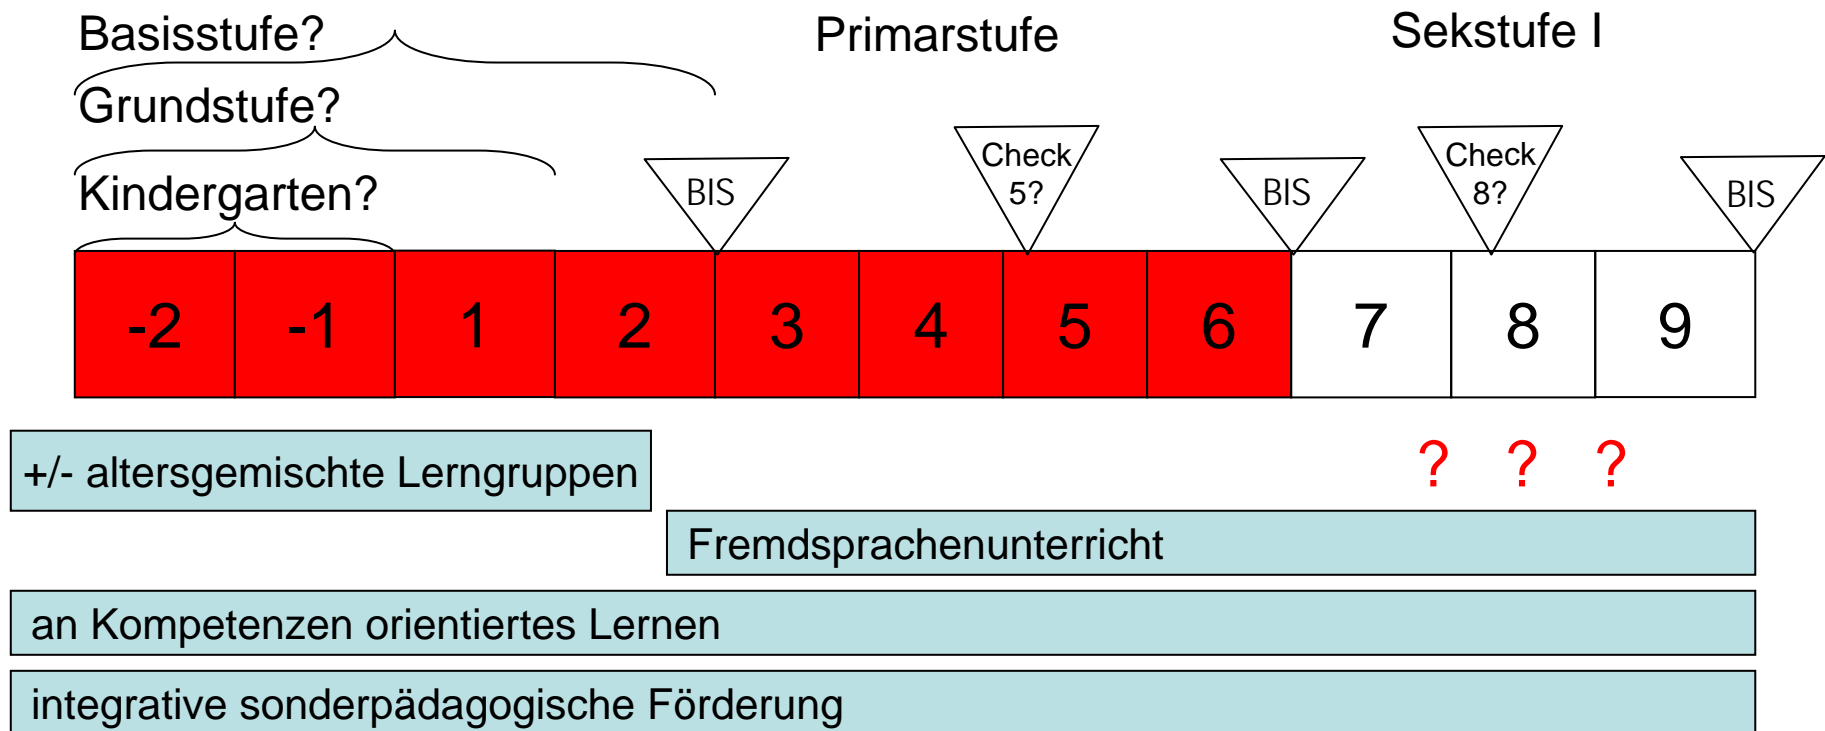 Basisstufe?
Primarstufe
Sekstufe I
Grundstufe?
Kindergarten?
BIS
Check
5?
BIS
Check
8?
BIS
-2 -1 1 2 3 4 5 6 7 8 9
+/- altersgemischte Lerngruppen
? ? ?
Fremdsprachenunterricht
an Kompetenzen orientiertes Lernen
integrative sonderpädagogische Förderung